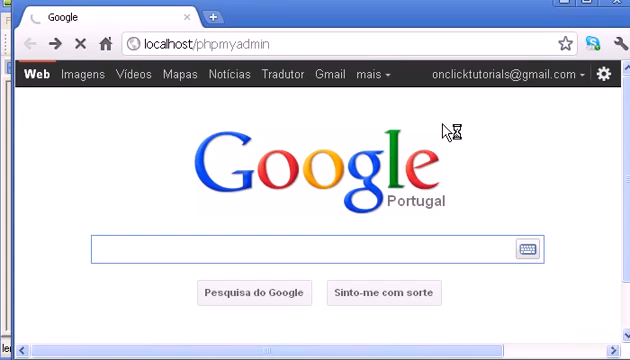 Google
localhost/phpmyadmin
Web Imagens Vídeos Mapas Notícias Tradutor Gmail mais onclicktutorials@gmail.com
Google
Portugal
Pesquisa do Google Sinto-me com sorte